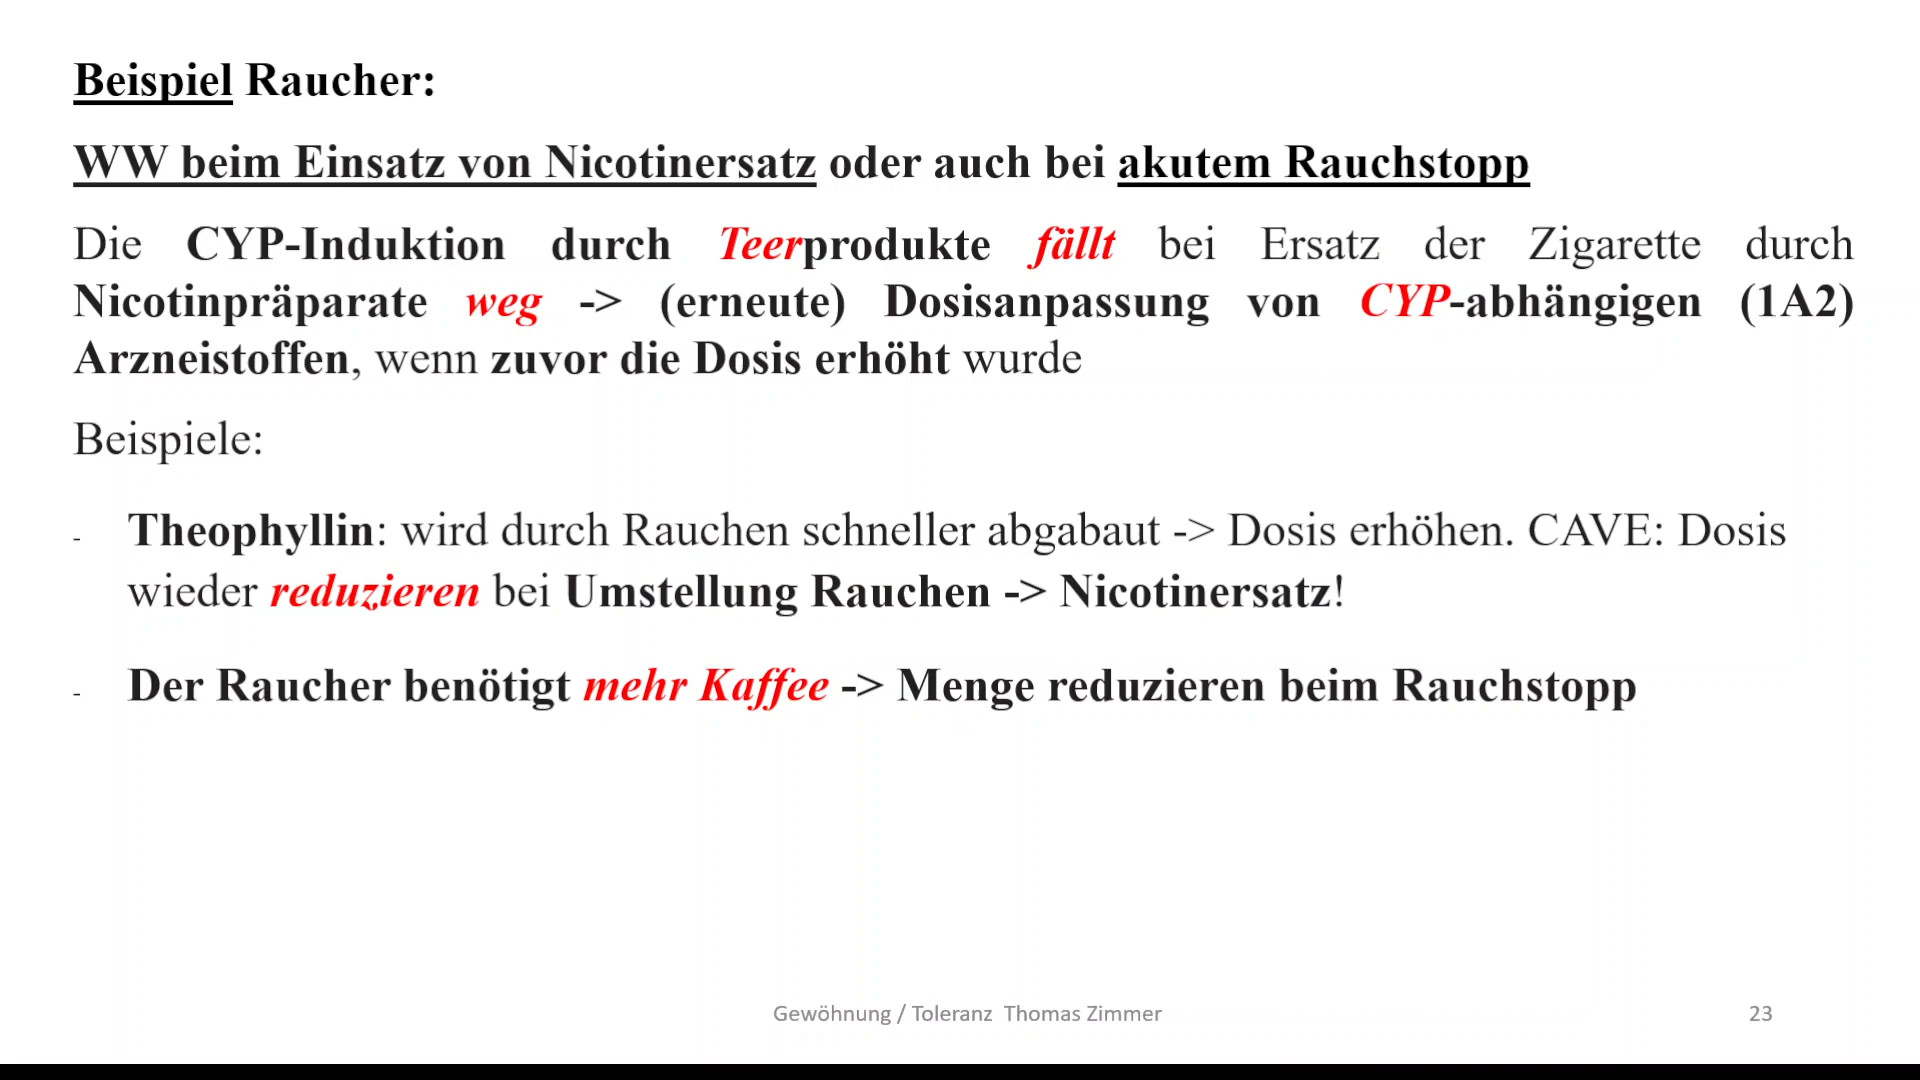 Beispiel Raucher:
WW beim Einsatz von Nicotinersatz oder auch bei akutem Rauchstopp
Die CYP-Induktion durch Teerprodukte fällt bei Ersatz der Zigarette durch
Nicotinpräparate weg -> (erneute) Dosisanpassung von CYP-abhängigen (1A2)
Arzneistoffen, wenn zuvor die Dosis erhöht wurde
Beispiele:
- Theophyllin: wird durch Rauchen schneller abgabaut -> Dosis erhöhen. CAVE: Dosis
wieder reduzieren bei Umstellung Rauchen -> Nicotinersatz!
- Der Raucher benötigt mehr Kaffee -> Menge reduzieren beim Rauchstopp
Gewöhnung / Toleranz Thomas Zimmer 23